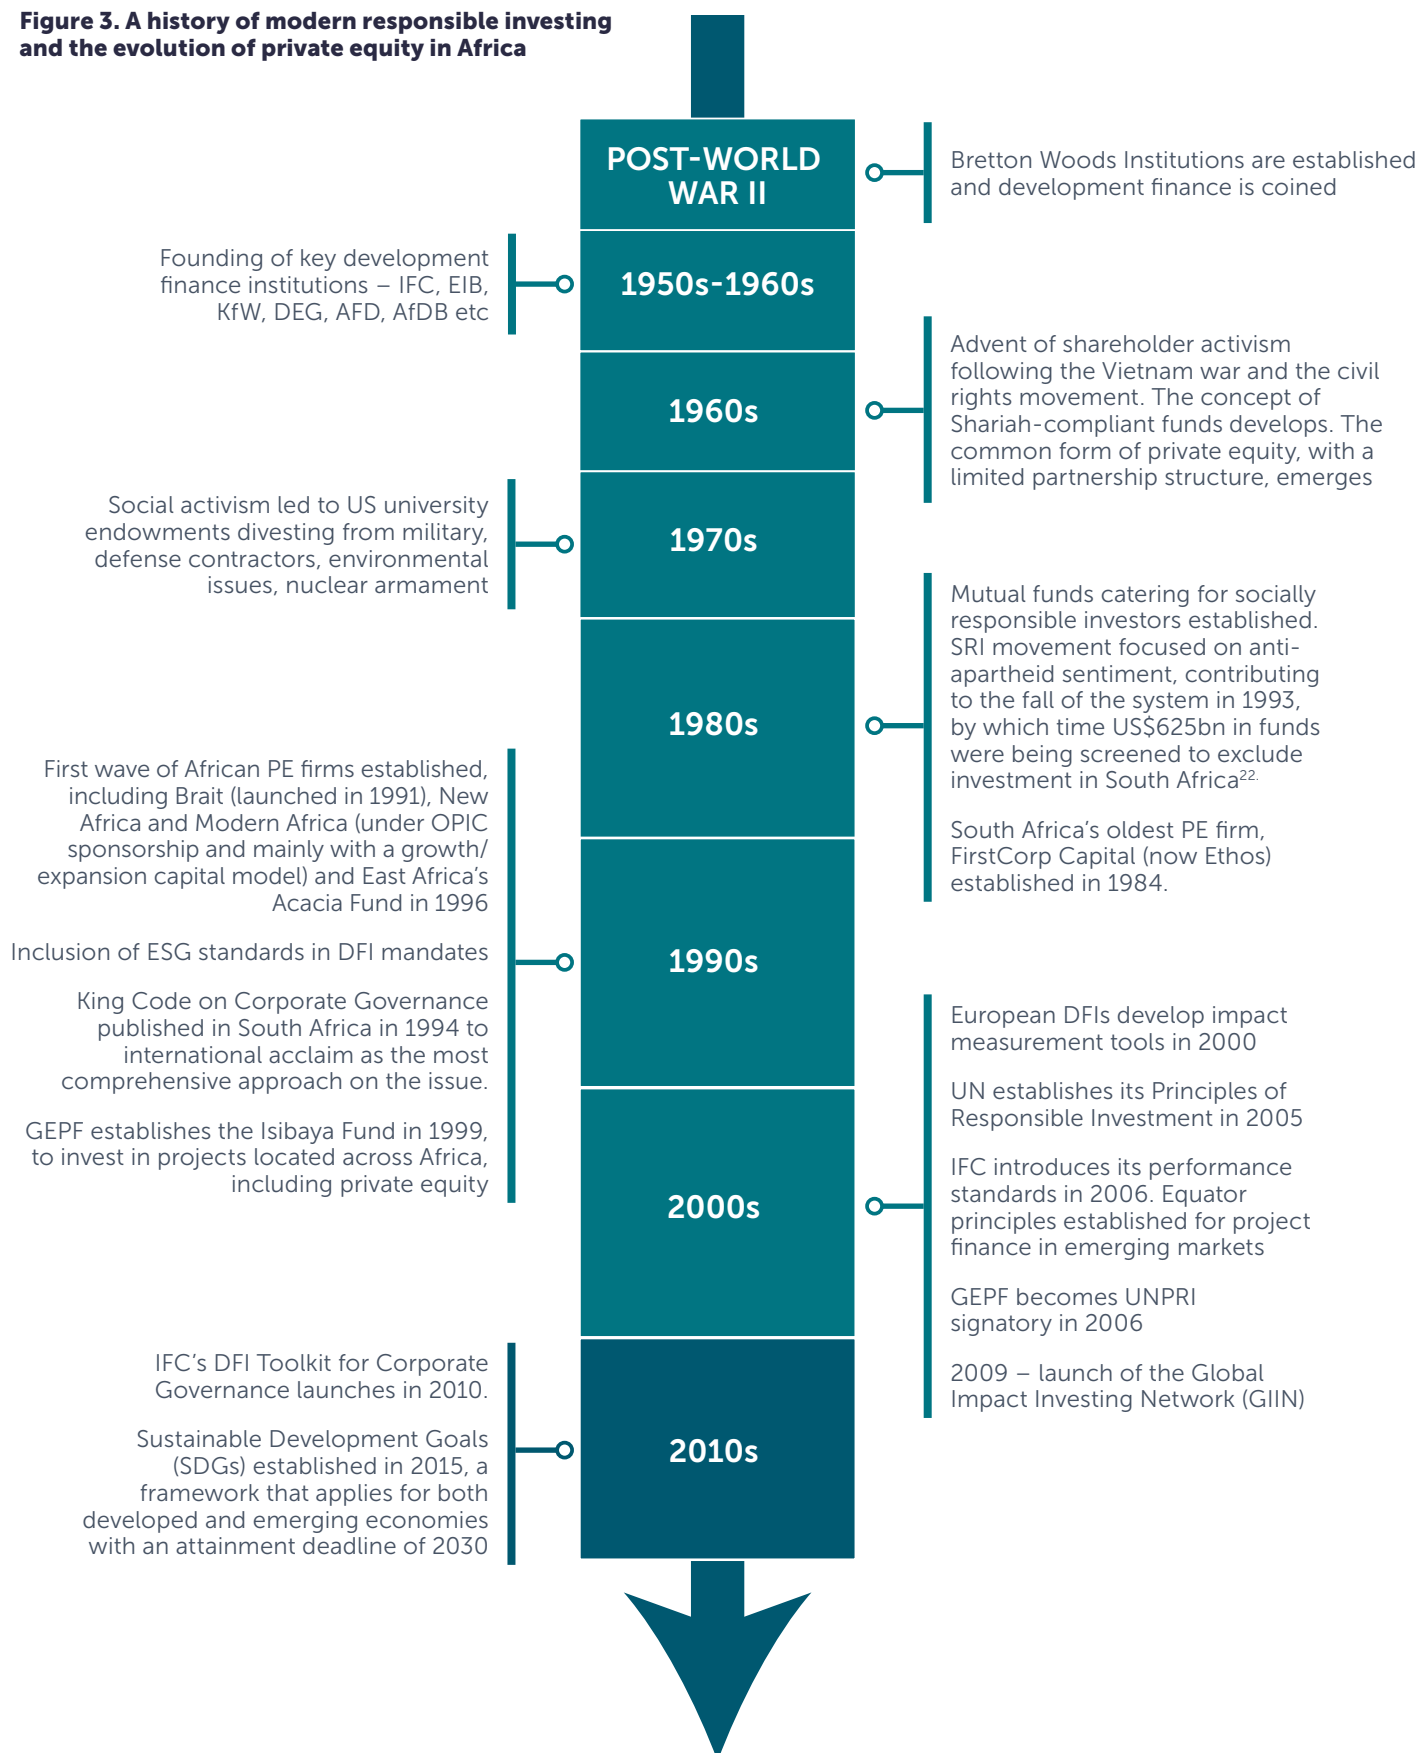 Figure 3. A history of modern responsible investing
and the evolution of private equity in Africa
POST-WORLD
WAR II
Bretton Woods Institutions are established
and development finance is coined
1950s-1960s
Founding of key development
finance institutions – IFC, EIB,
KfW, DEG, AFD, AfDB etc
1960s
Advent of shareholder activism
following the Vietnam war and the civil
rights movement. The concept of
Shariah-compliant funds develops. The
common form of private equity, with a
limited partnership structure, emerges
1970s
Social activism led to US university
endowments divesting from military,
defense contractors, environmental
issues, nuclear armament
1980s
Mutual funds catering for socially
responsible investors established.
SRI movement focused on anti-
apartheid sentiment, contributing
to the fall of the system in 1993,
by which time US$625bn in funds
were being screened to exclude
investment in South Africa22.
South Africa's oldest PE firm,
FirstCorp Capital (now Ethos)
established in 1984.
1990s
First wave of African PE firms established,
including Brait (launched in 1991), New
Africa and Modern Africa (under OPIC
sponsorship and mainly with a growth/
expansion capital model) and East Africa's
Acacia Fund in 1996
Inclusion of ESG standards in DFI mandates
King Code on Corporate Governance
published in South Africa in 1994 to
international acclaim as the most
comprehensive approach on the issue.
GEPF establishes the Isibaya Fund in 1999,
to invest in projects located across Africa,
including private equity
2000s
European DFIs develop impact
measurement tools in 2000
UN establishes its Principles of
Responsible Investment in 2005
IFC introduces its performance
standards in 2006. Equator
principles established for project
finance in emerging markets
GEPF becomes UNPRI
signatory in 2006
2009 – launch of the Global
Impact Investing Network (GIIN)
2010s
IFC's DFI Toolkit for Corporate
Governance launches in 2010.
Sustainable Development Goals
(SDGs) established in 2015, a
framework that applies for both
developed and emerging economies
with an attainment deadline of 2030